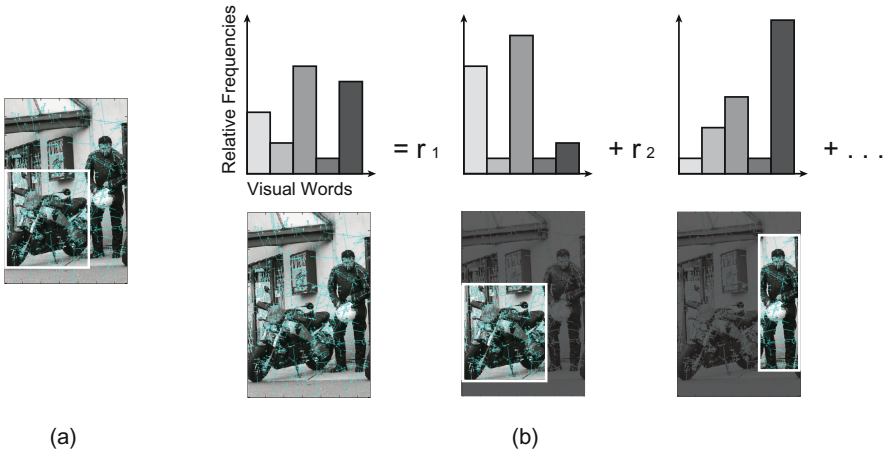 Relative Frequencies
Visual Words
= r 1
+ r 2
+ . . .
(a)
(b)